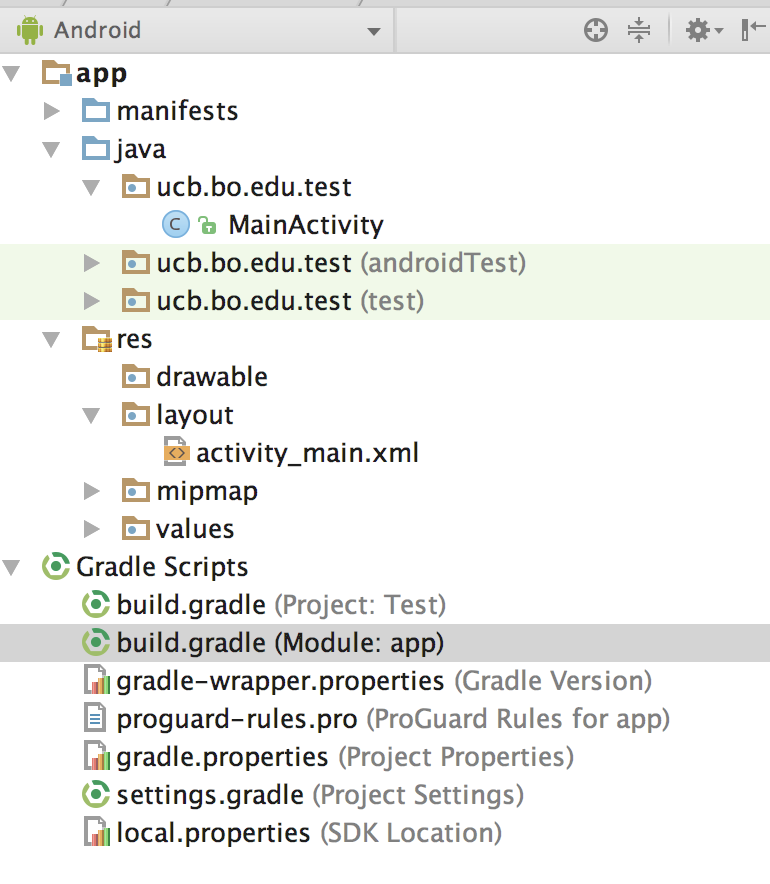 Android
app
manifests
java
ucb.bo.edu.test
C MainActivity
ucb.bo.edu.test (androidTest)
ucb.bo.edu.test (test)
res
drawable
layout
activity_main.xml
mipmap
values
Gradle Scripts
build.gradle (Project: Test)
build.gradle (Module: app)
gradle-wrapper.properties (Gradle Version)
proguard-rules.pro (ProGuard Rules for app)
gradle.properties (Project Properties)
settings.gradle (Project Settings)
local.properties (SDK Location)